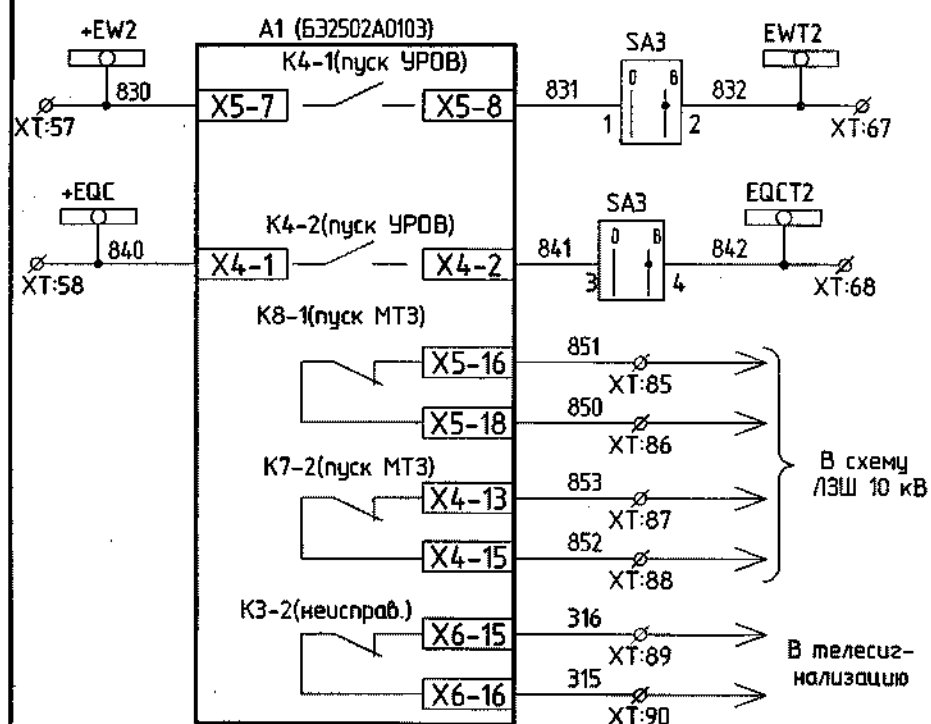 +EW2
A1 (БЭ2502А0103)
EWT2
K4-1(пуск УРОВ)
SA3
0 В
830
X5-7
X5-8
831
832
1
2
XT:57
XT:67
+EQC
K4-2(пуск УРОВ)
SA3
EQCT2
0 В
840
X4-1
X4-2
841
842
3
4
XT:58
XT:68
K8-1(пуск МТЗ)
X5-16
851
XT:85
X5-18
850
XT:86
K7-2(пуск МТЗ)
X4-13
853
XT:87
X4-15
852
XT:88
В схему
ЛЗШ 10 кВ
K3-2(неисправ.)
X6-15
316
XT:89
X6-16
315
XT:90
В телесиг-
нализацию